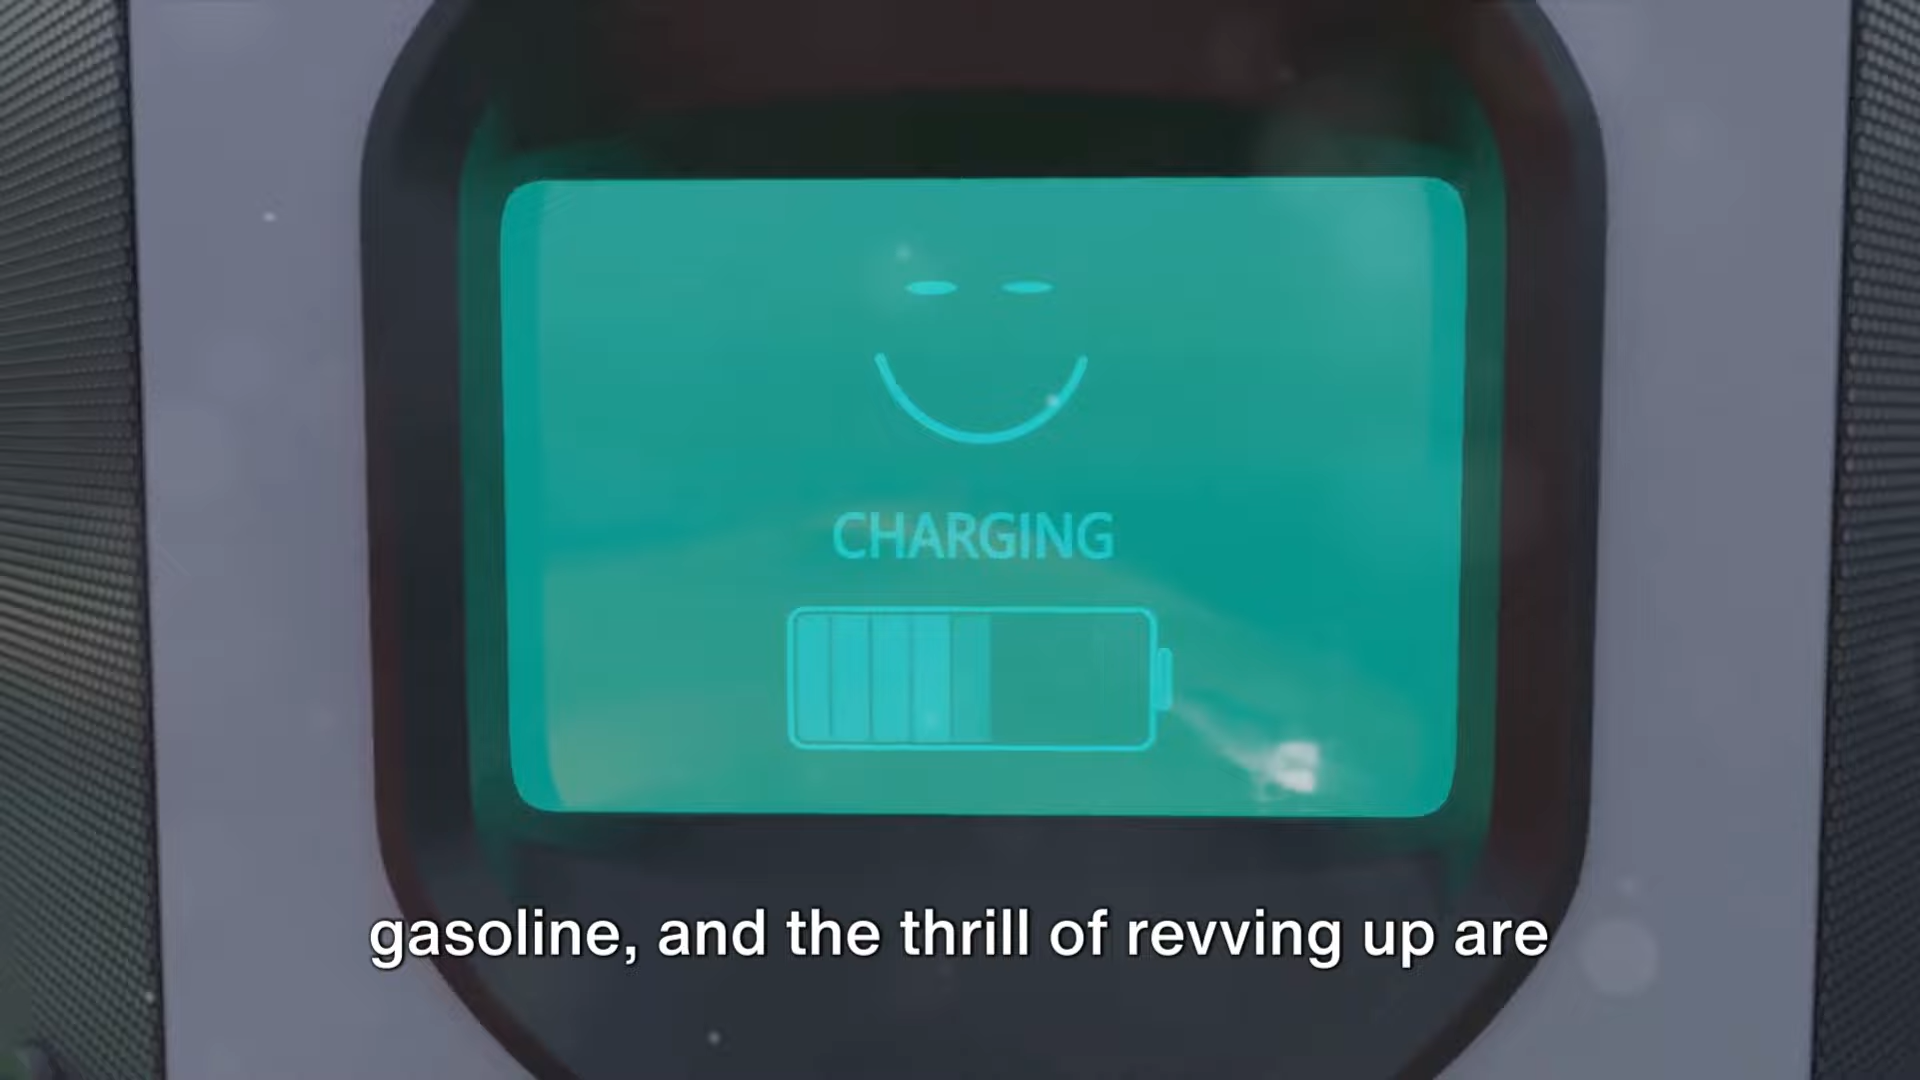 CHARGING
gasoline, and the thrill of revving up are